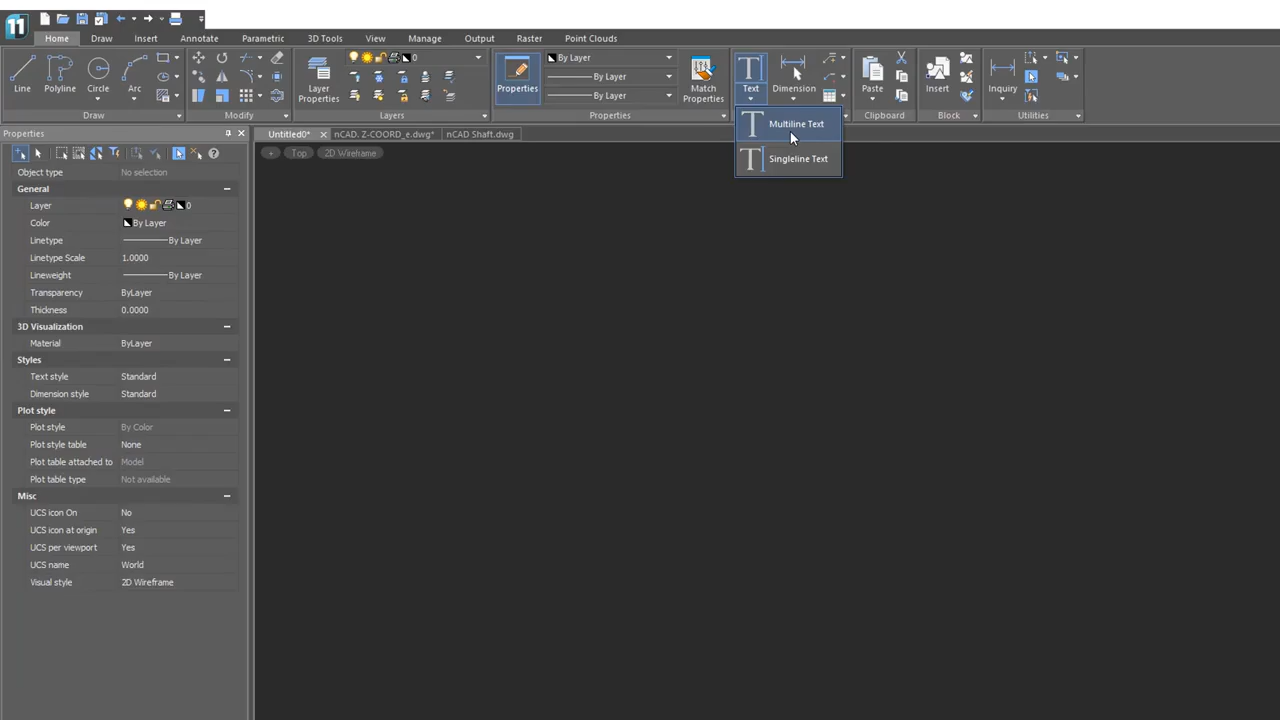 11
Home Draw Insert Annotate Parametric 3D Tools View Manage Output Raster Point Clouds
0 By Layer
By Layer
By Layer
Line Polyline Circle Arc Layer Properties Properties Match Properties Text Dimension Paste Insert Inquiry
Draw Modify Layers Properties Clipboard Block Utilities
Multiline Text
Singleline Text
Properties Untitled0* nCAD. Z-COORD_e.dwg* nCAD Shaft.dwg
+ Top 2D Wireframe
Object type No selection
General
Layer 0
Color By Layer
Linetype By Layer
Linetype Scale 1.0000
Lineweight By Layer
Transparency ByLayer
Thickness 0.0000
3D Visualization
Material ByLayer
Styles
Text style Standard
Dimension style Standard
Plot style
Plot style By Color
Plot style table None
Plot table attached to Model
Plot table type Not available
Misc
UCS icon On No
UCS icon at origin Yes
UCS per viewport Yes
UCS name World
Visual style 2D Wireframe